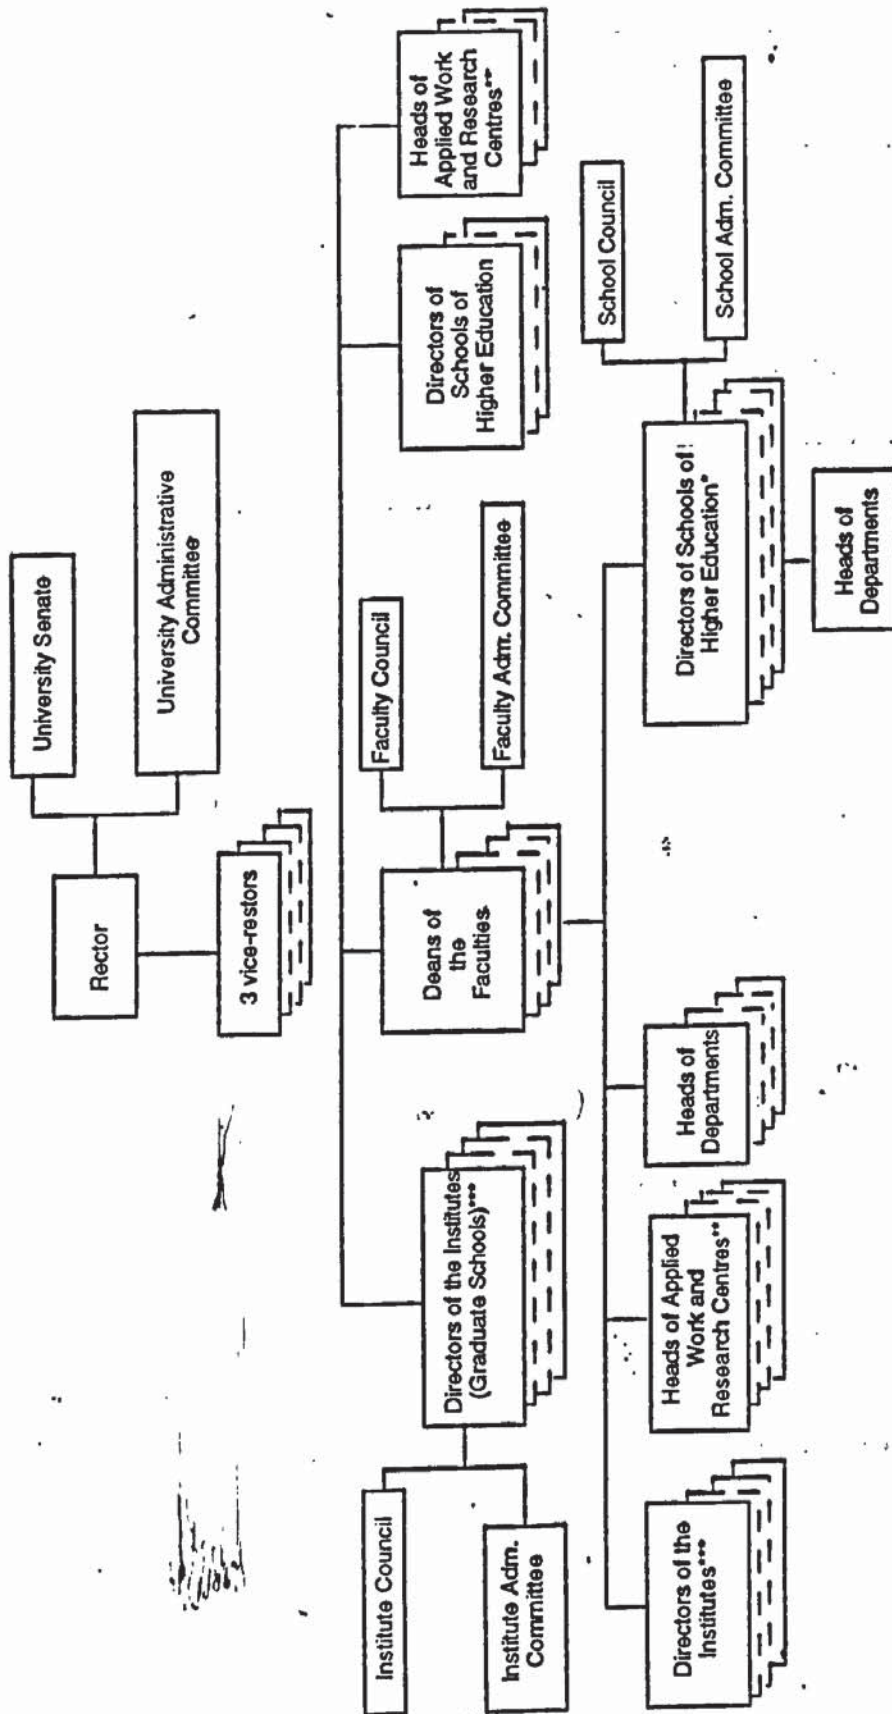 University Senate
University Administrative
Committee
Rector
3 vice-restors
Heads of
Applied Work
and Research
Centres**
Directors of
Schools of
Higher Education
Faculty Council
Faculty Adm. Committee
Deans of
the
Faculties
Directors of the Institutes
(Graduate Schools)***
Institute Council
Institute Adm.
Committee
School Council
School Adm. Committee
Directors of Schools of
Higher Education*
Heads of
Departments
Heads of
Departments
Heads of Applied
Work and
Research Centres**
Directors of the
Institutes***